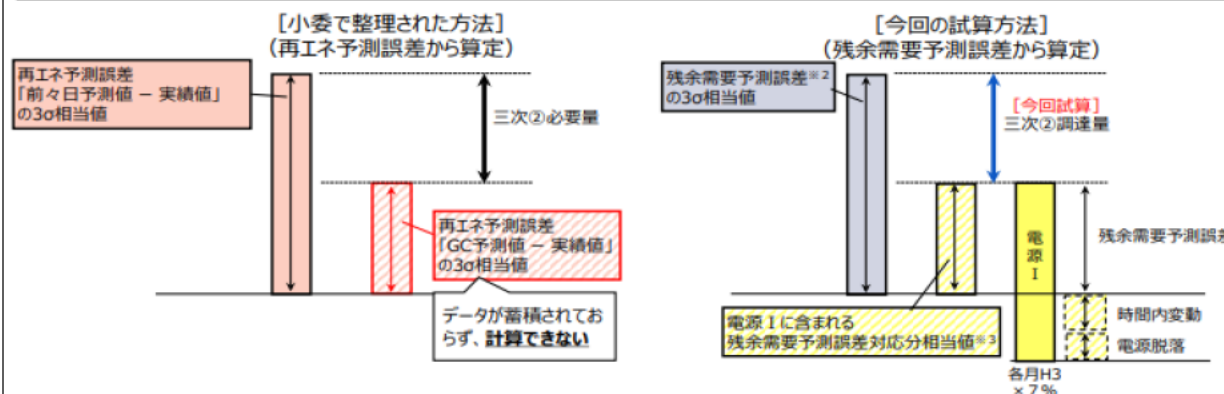 [小委で整理された方法]
（再エネ予測誤差から算定）
再エネ予測誤差
「前々日予測値 － 実績値」
の3σ相当値
三次②必要量
再エネ予測誤差
「GC予測値 － 実績値」
の3σ相当値
データが蓄積されてお
らず、計算できない
[今回の試算方法]
（残余需要予測誤差から算定）
残余需要予測誤差※2
の3σ相当値
[今回試算]
三次②調達量
電源Ⅰ
残余需要予測誤差
電源Ⅰに含まれる
残余需要予測誤差対応分相当値※3
時間内変動
電源脱落
各月H3
×7%